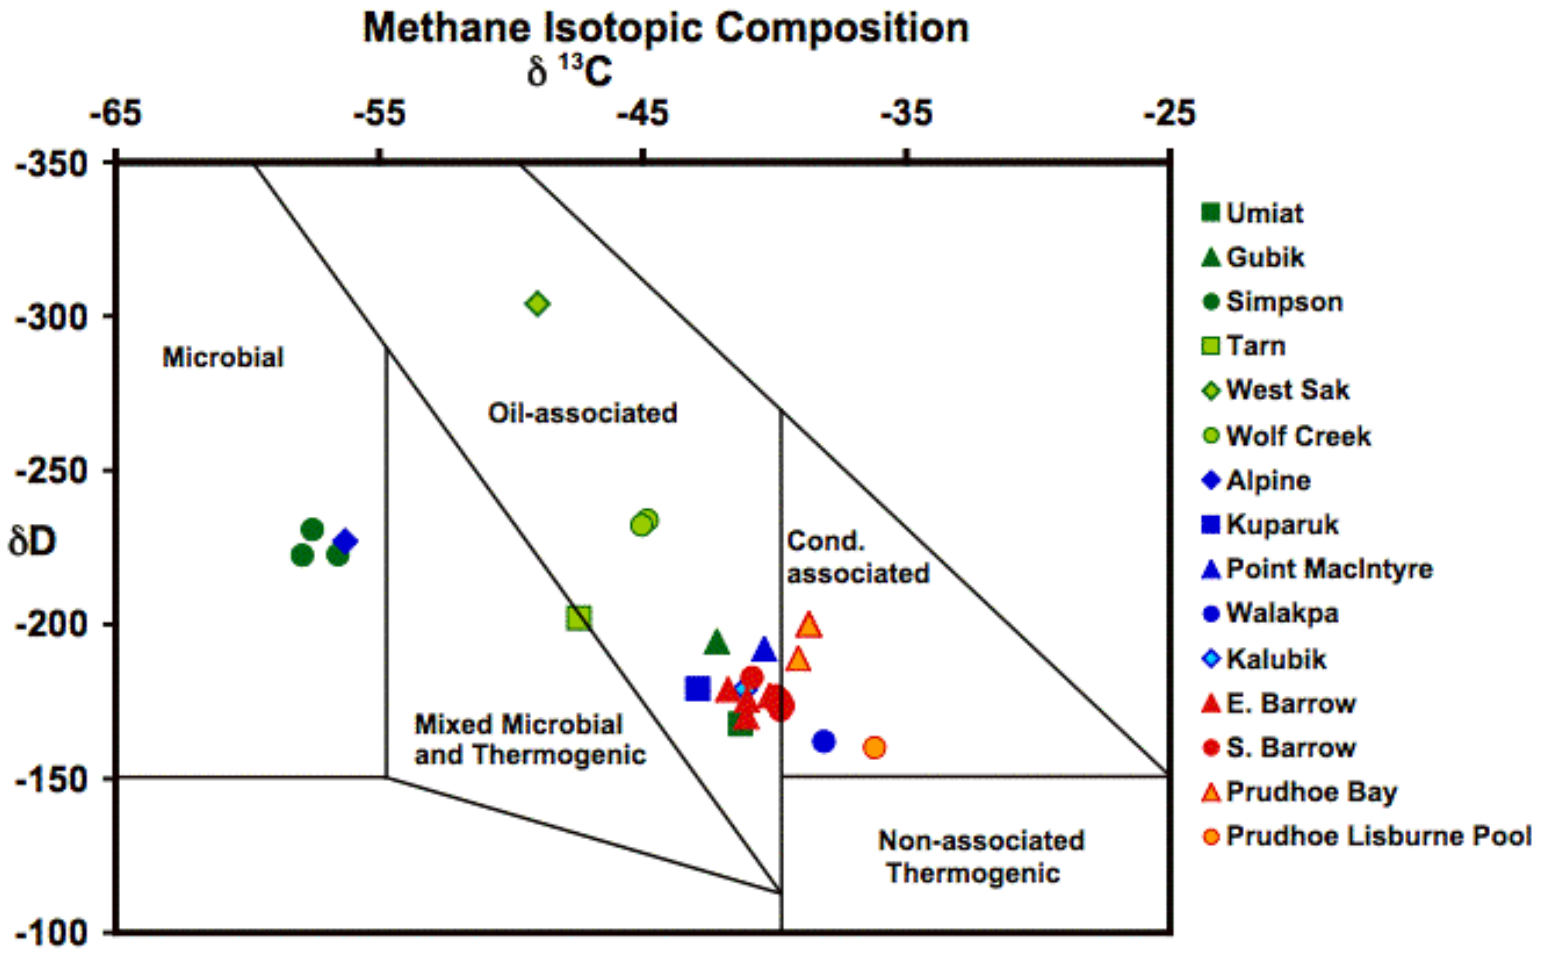 Methane Isotopic Composition
δ ¹³C
-65 -55 -45 -35 -25
-350
-300
-250
δD
-200
-150
-100
Microbial
Oil-associated
Cond.
associated
Mixed Microbial
and Thermogenic
Non-associated
Thermogenic
Umiat
Gubik
Simpson
Tarn
West Sak
Wolf Creek
Alpine
Kuparuk
Point MacIntyre
Walakpa
Kalubik
E. Barrow
S. Barrow
Prudhoe Bay
Prudhoe Lisburne Pool